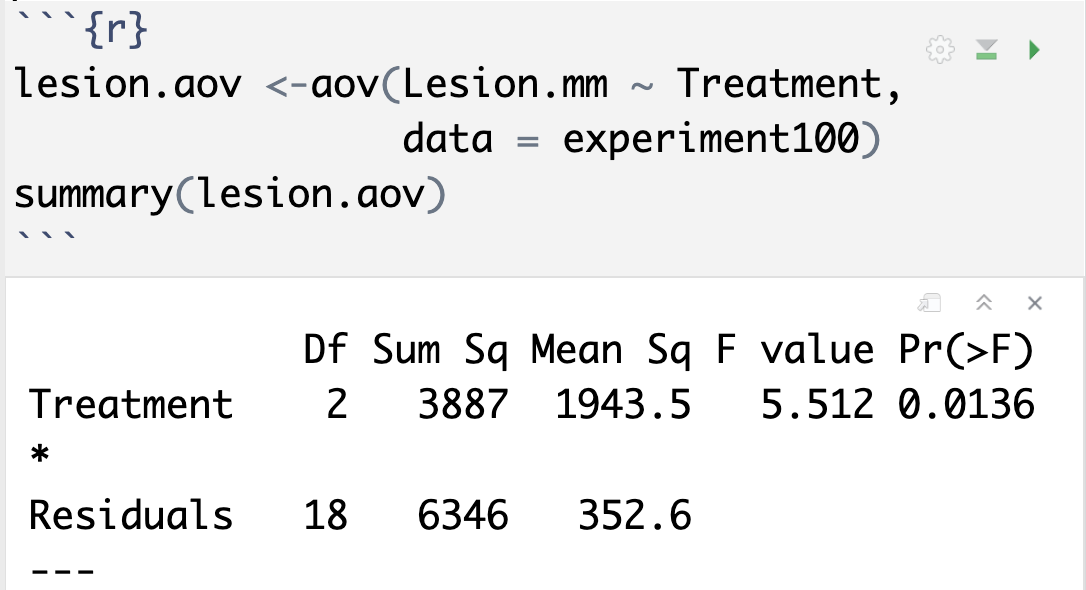 ```{r}
lesion.aov <-aov(Lesion.mm ~ Treatment,
                 data = experiment100)
summary(lesion.aov)
```
            Df Sum Sq Mean Sq F value Pr(>F)
Treatment    2   3887  1943.5   5.512 0.0136
*
Residuals   18   6346   352.6
---